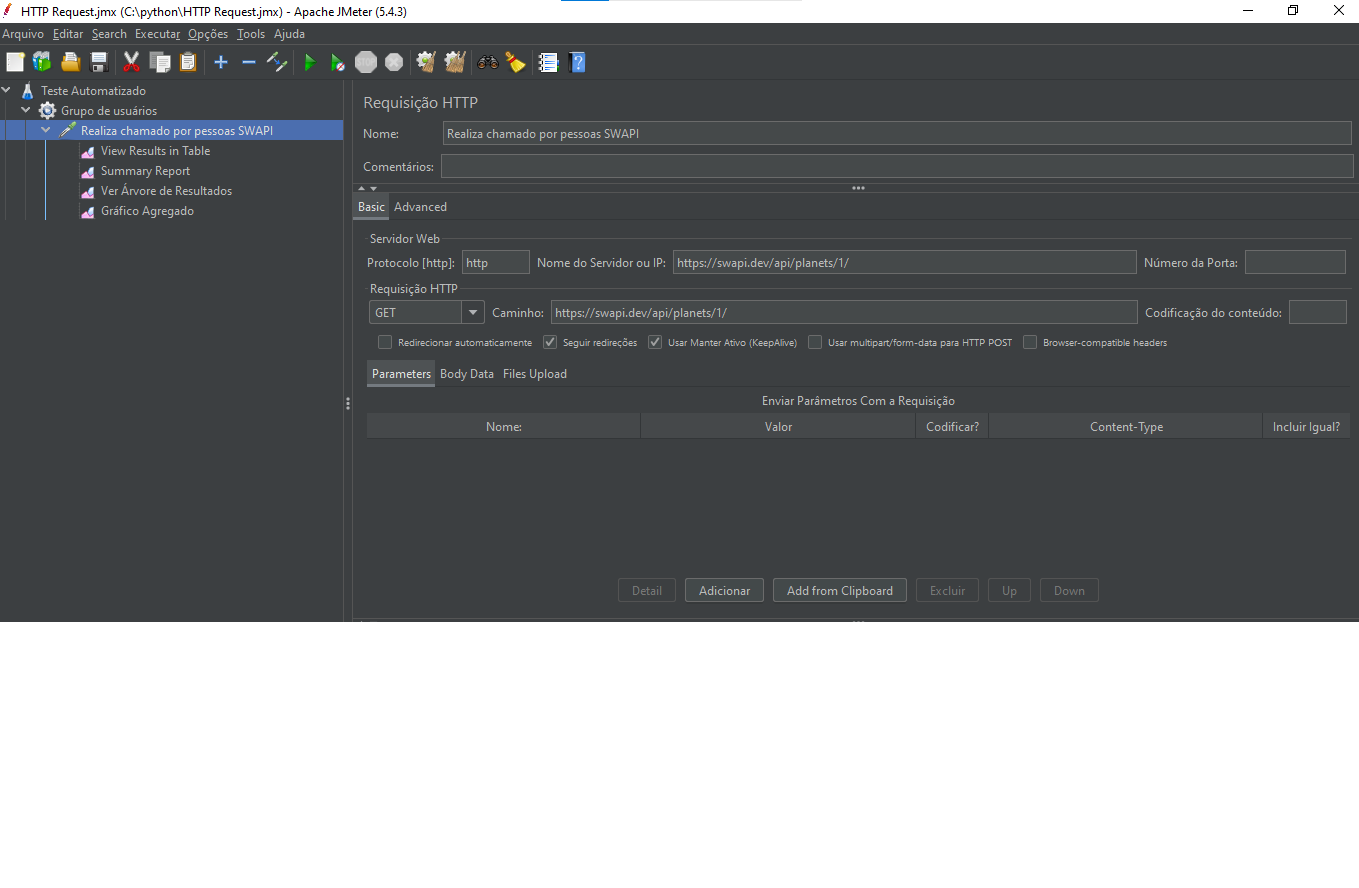 HTTP Request.jmx (C:\python\HTTP Request.jmx) - Apache JMeter (5.4.3)
Arquivo Editar Search Executar Opções Tools Ajuda
STOP
Teste Automatizado
Grupo de usuários
Realiza chamado por pessoas SWAPI
View Results in Table
Summary Report
Ver Árvore de Resultados
Gráfico Agregado
Requisição HTTP
Nome: Realiza chamado por pessoas SWAPI
Comentários:
Basic Advanced
Servidor Web
Protocolo [http]: http Nome do Servidor ou IP: https://swapi.dev/api/planets/1/ Número da Porta:
Requisição HTTP
GET Caminho: https://swapi.dev/api/planets/1/ Codificação do conteúdo:
Redirecionar automaticamente Seguir redireções Usar Manter Ativo (KeepAlive) Usar multipart/form-data para HTTP POST Browser-compatible headers
Parameters Body Data Files Upload
Enviar Parâmetros Com a Requisição
Nome: Valor Codificar? Content-Type Incluir Igual?
Detail Adicionar Add from Clipboard Excluir Up Down